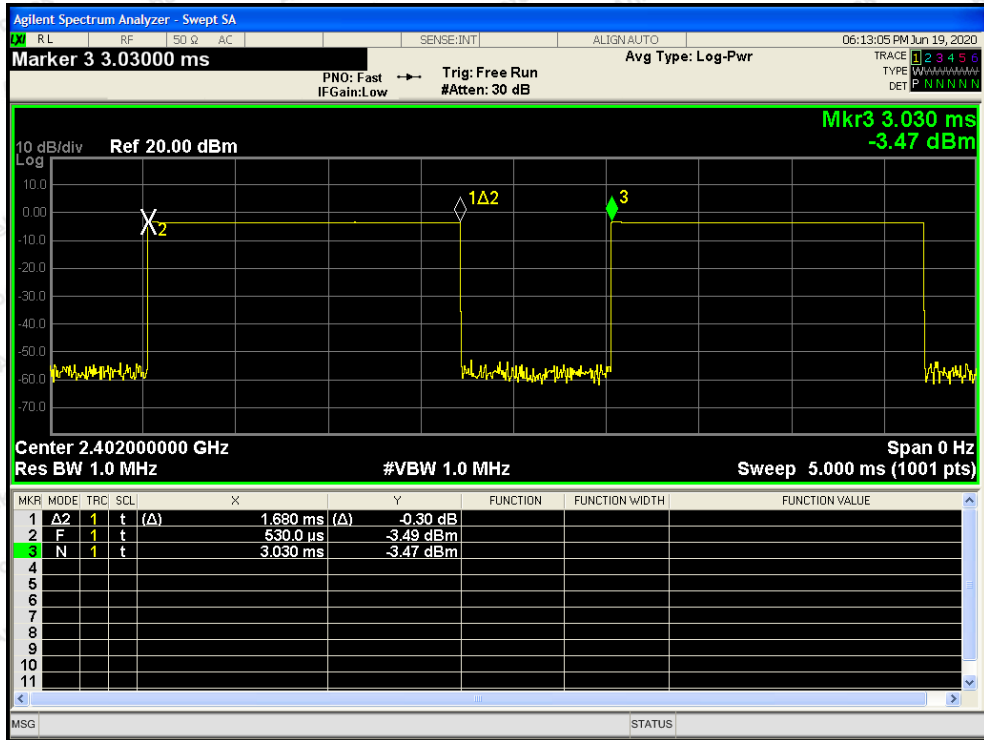 Agilent Spectrum Analyzer - Swept SA
LXI RL RF 50 Ω AC SENSE:INT ALIGN AUTO 06:13:05 PM Jun 19, 2020
Marker 3 3.03000 ms
PNO: Fast
IFGain:Low
Trig: Free Run
#Atten: 30 dB
Avg Type: Log-Pwr
TRACE 1 2 3 4 5 6
TYPE WWWWWW
DET P N N N N N
Mkr3 3.030 ms
-3.47 dBm
10 dB/div Ref 20.00 dBm
Log
10.0
0.00
-10.0
-20.0
-30.0
-40.0
-50.0
-60.0
-70.0
2
1Δ2
3
Center 2.402000000 GHz Span 0 Hz
Res BW 1.0 MHz #VBW 1.0 MHz Sweep 5.000 ms (1001 pts)
MKR MODE TRC SCL X Y FUNCTION FUNCTION WIDTH FUNCTION VALUE
1 Δ2 1 t (Δ) 1.680 ms (Δ) -0.30 dB
2 F 1 t 530.0 µs -3.49 dBm
3 N 1 t 3.030 ms -3.47 dBm
4
5
6
7
8
9
10
11
MSG STATUS